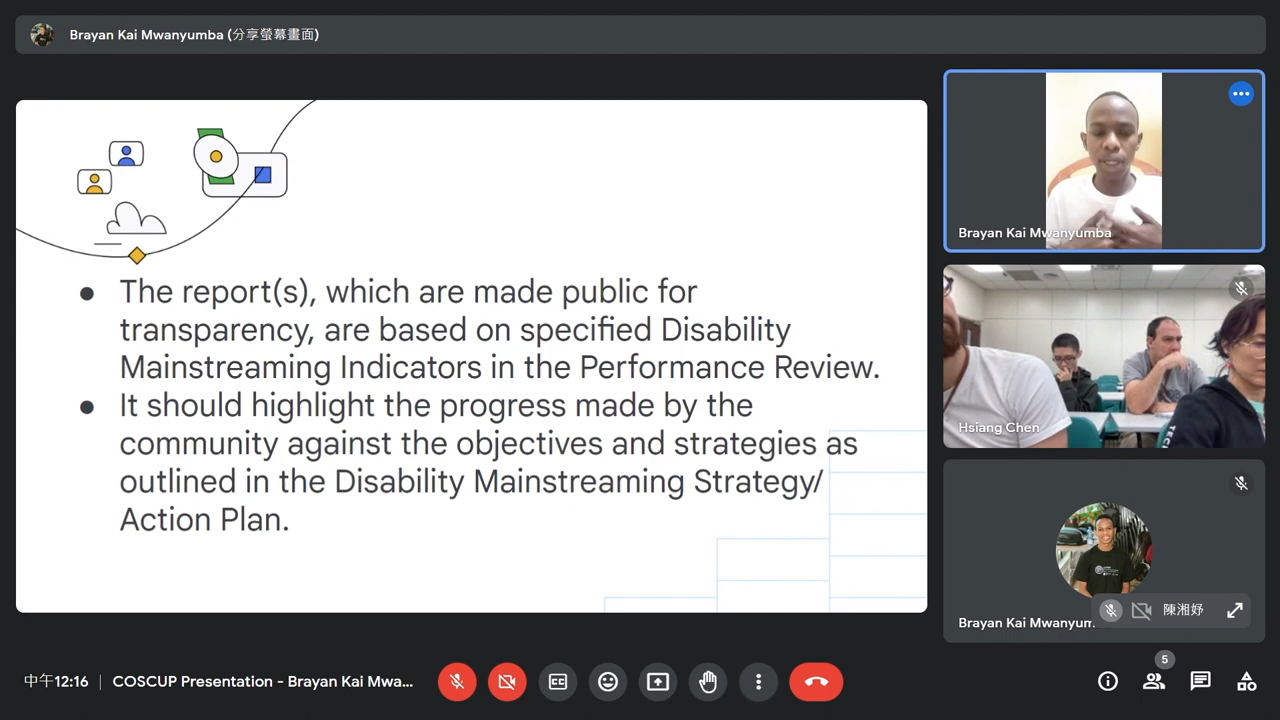 Brayan Kai Mwanyumba (分享螢幕畫面)
● The report(s), which are made public for
transparency, are based on specified Disability
Mainstreaming Indicators in the Performance Review.
● It should highlight the progress made by the
community against the objectives and strategies as
outlined in the Disability Mainstreaming Strategy/
Action Plan.
Brayan Kai Mwanyumba
Hsiang Chen
Brayan Kai Mwanyum
陳湘妤
中午12:16 | COSCUP Presentation - Brayan Kai Mwa...
5